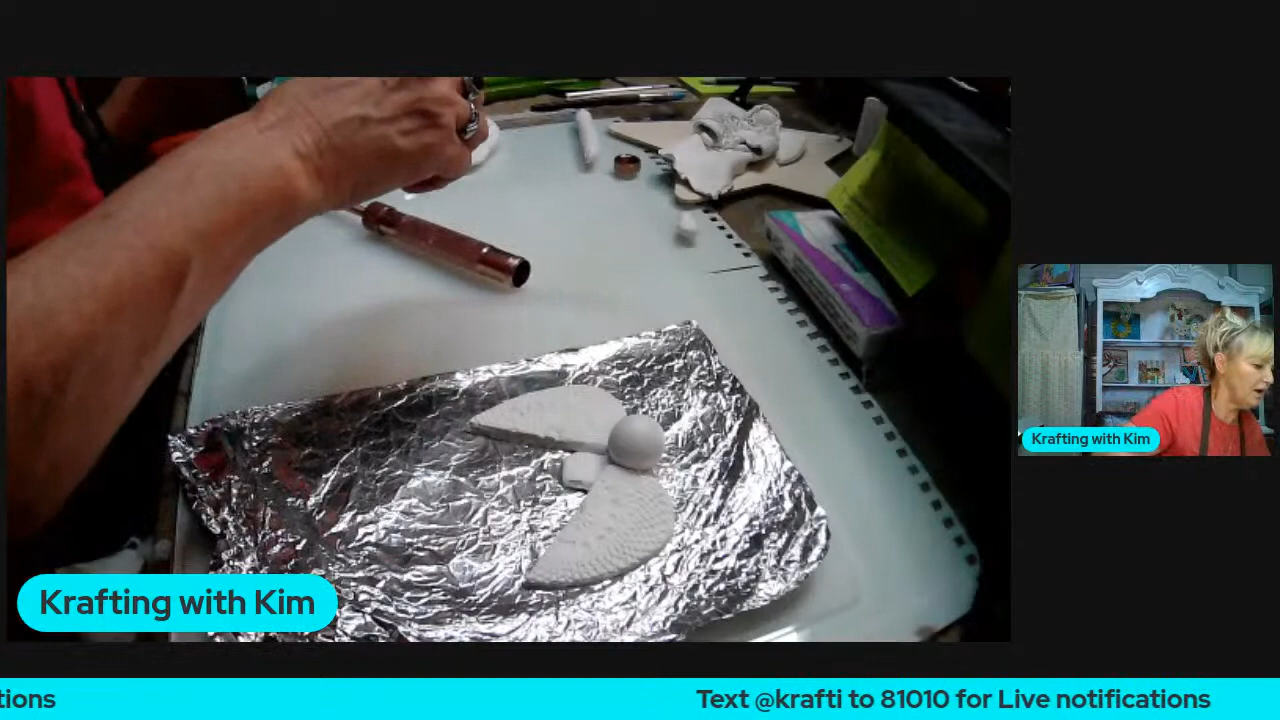 Krafting with Kim
Krafting with Kim
tions
Text @krafti to 81010 for Live notifications